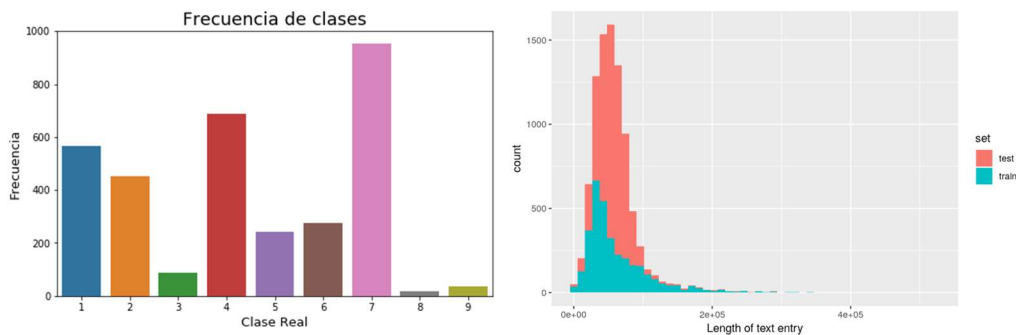 Frecuencia de clases
1000
800
600
400
200
0
Frecuencia
1 2 3 4 5 6 7 8 9
Clase Real
1500
1000
500
0
count
0e+00 2e+05 4e+05
Length of text entry
set
test
train